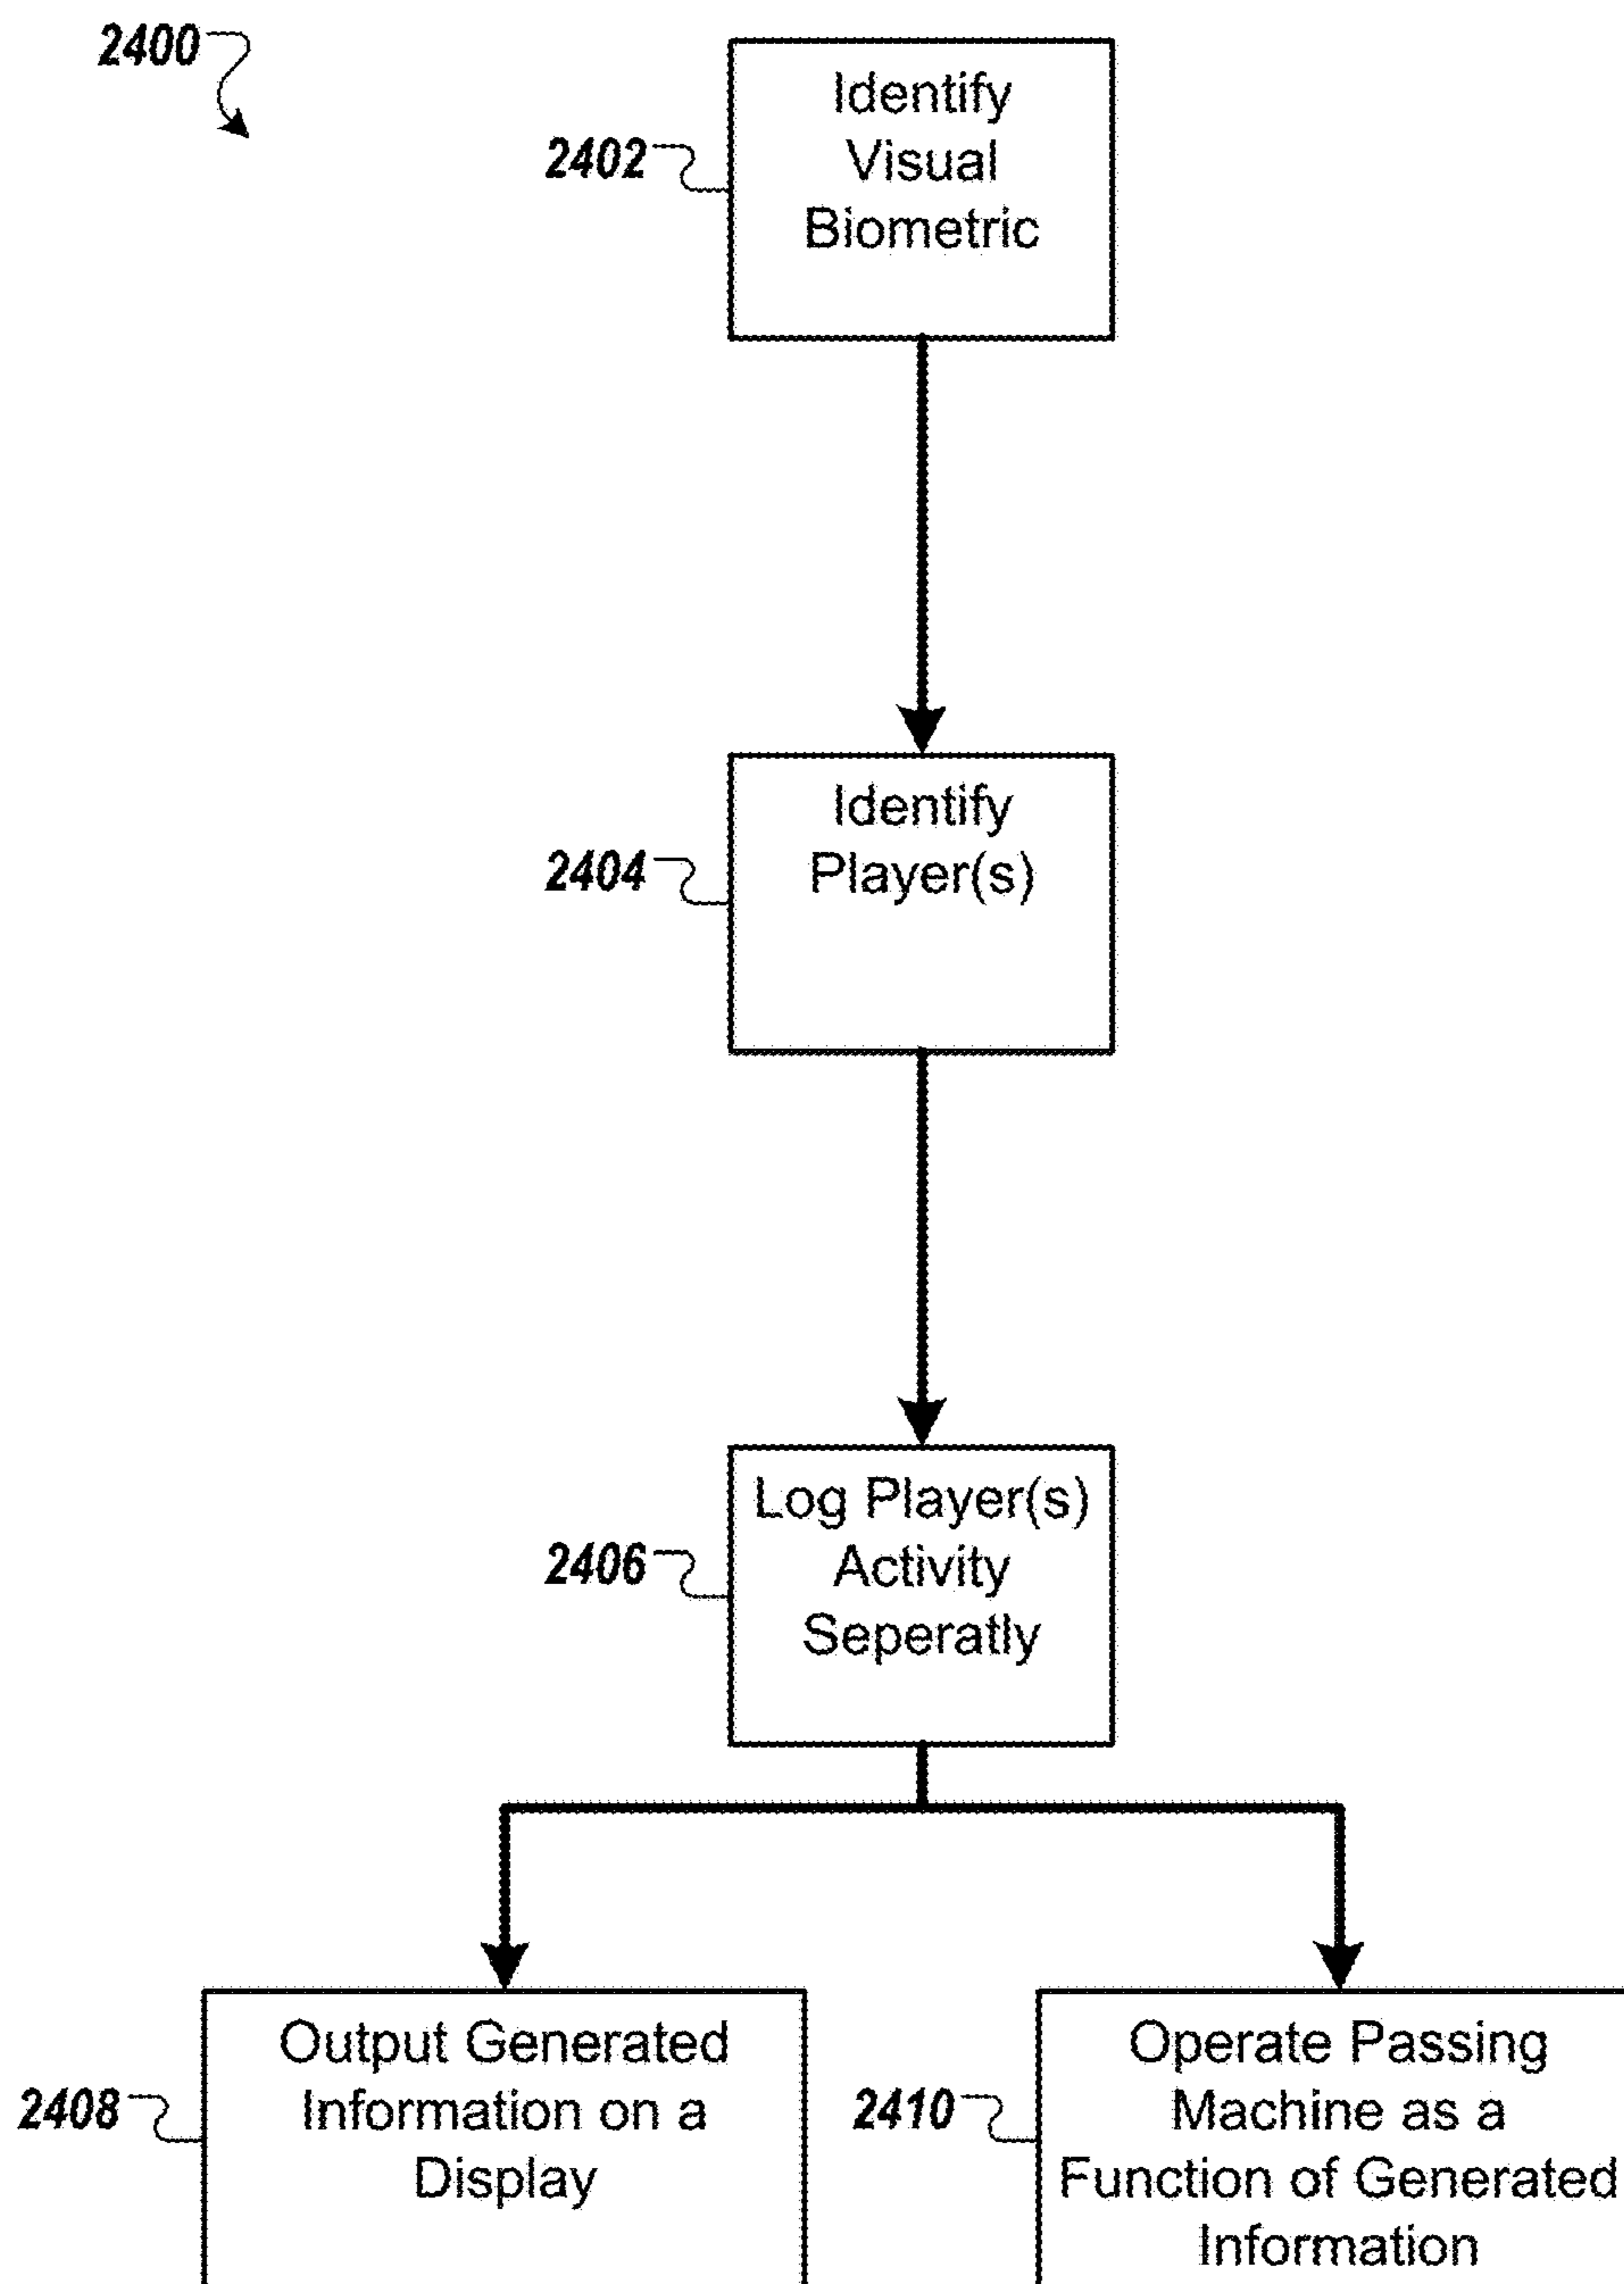 2400
2402
Identify
Visual
Biometric
2404
Identify
Player(s)
2406
Log Player(s)
Activity
Seperatly
2408
Output Generated
Information on a
Display
2410
Operate Passing
Machine as a
Function of Generated
Information